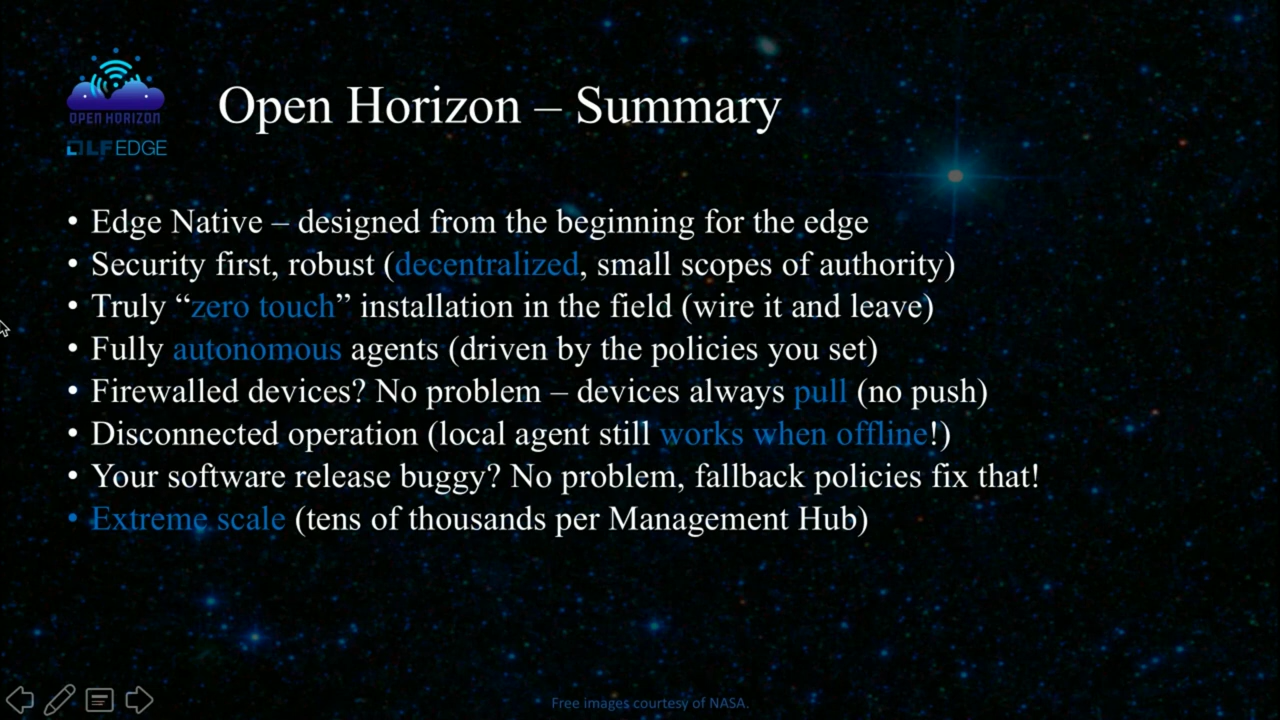 OPEN HORIZON
LF EDGE
Open Horizon – Summary
• Edge Native – designed from the beginning for the edge
• Security first, robust (decentralized, small scopes of authority)
• Truly “zero touch” installation in the field (wire it and leave)
• Fully autonomous agents (driven by the policies you set)
• Firewalled devices? No problem – devices always pull (no push)
• Disconnected operation (local agent still works when offline!)
• Your software release buggy? No problem, fallback policies fix that!
• Extreme scale (tens of thousands per Management Hub)
Free images courtesy of NASA.